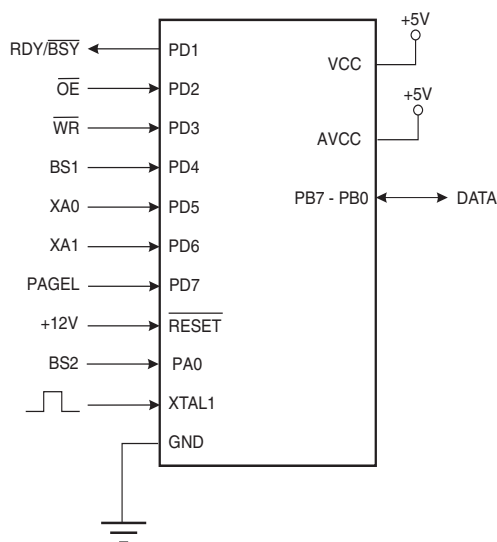 +5V
RDY/BSY PD1
VCC
OE PD2
+5V
WR PD3
AVCC
BS1 PD4
XA0 PD5 PB7 - PB0 DATA
XA1 PD6
PAGEL PD7
+12V RESET
BS2 PA0
XTAL1
GND